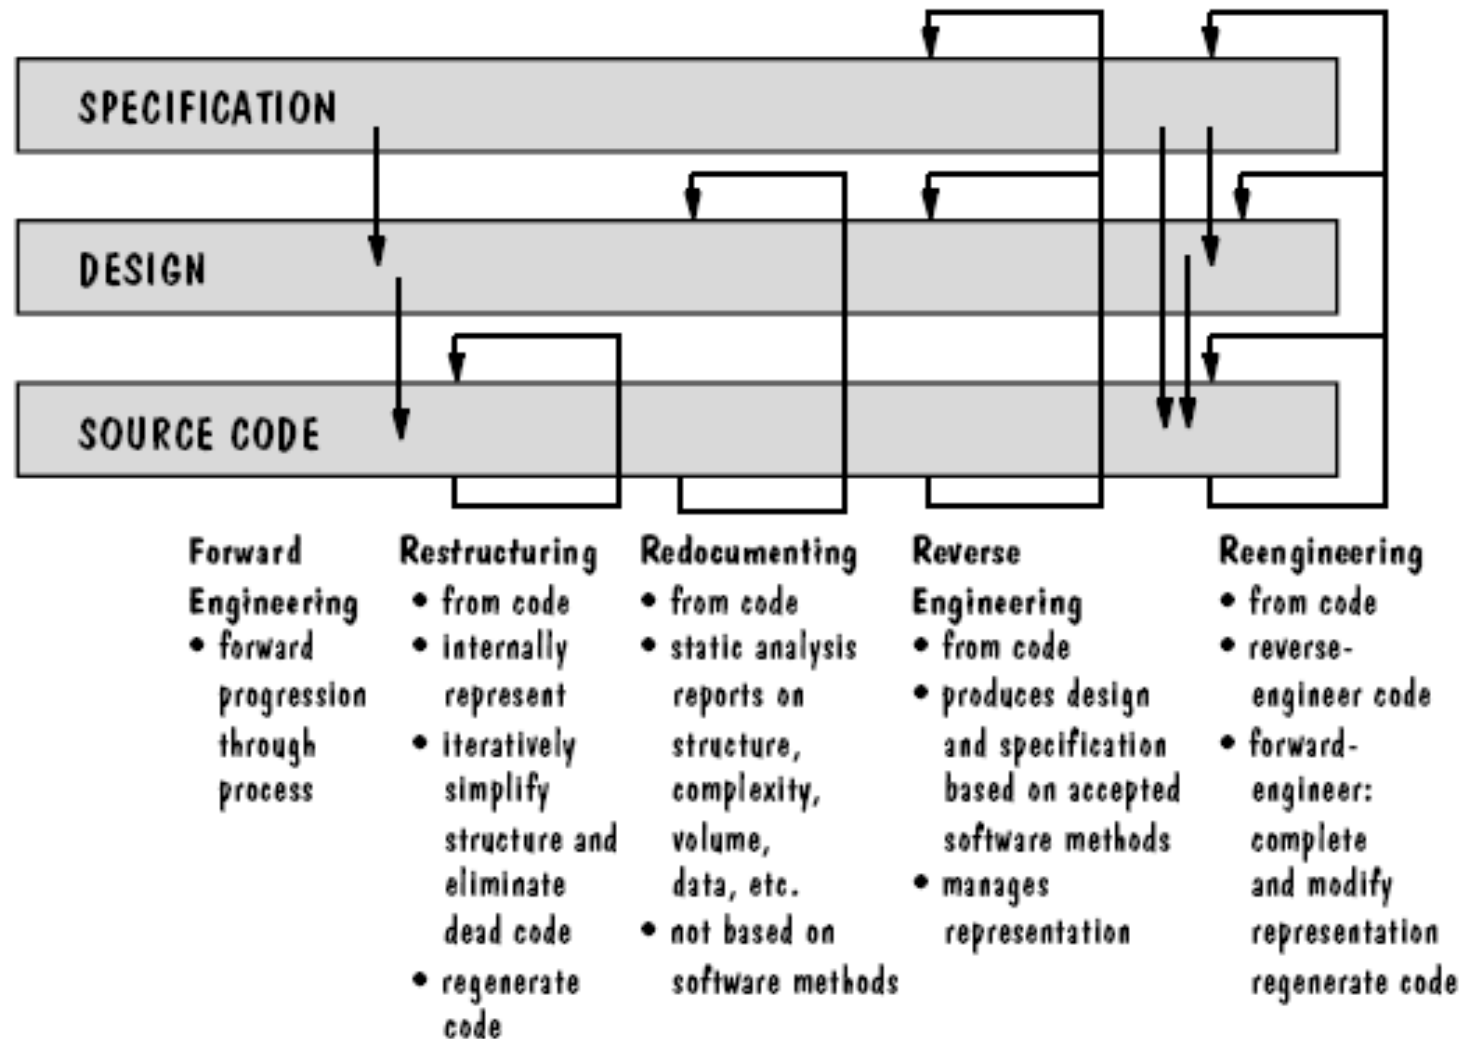 SPECIFICATION
DESIGN
SOURCE CODE
Forward
Engineering
• forward
progression
through
process
Restructuring
• from code
• internally
represent
• iteratively
simplify
structure and
eliminate
dead code
• regenerate
code
Redocumenting
• from code
• static analysis
reports on
structure,
complexity,
volume,
data, etc.
• not based on
software methods
Reverse
Engineering
• from code
• produces design
and specification
based on accepted
software methods
• manages
representation
Reengineering
• from code
• reverse-
engineer code
• forward-
engineer:
complete
and modify
representation
regenerate code